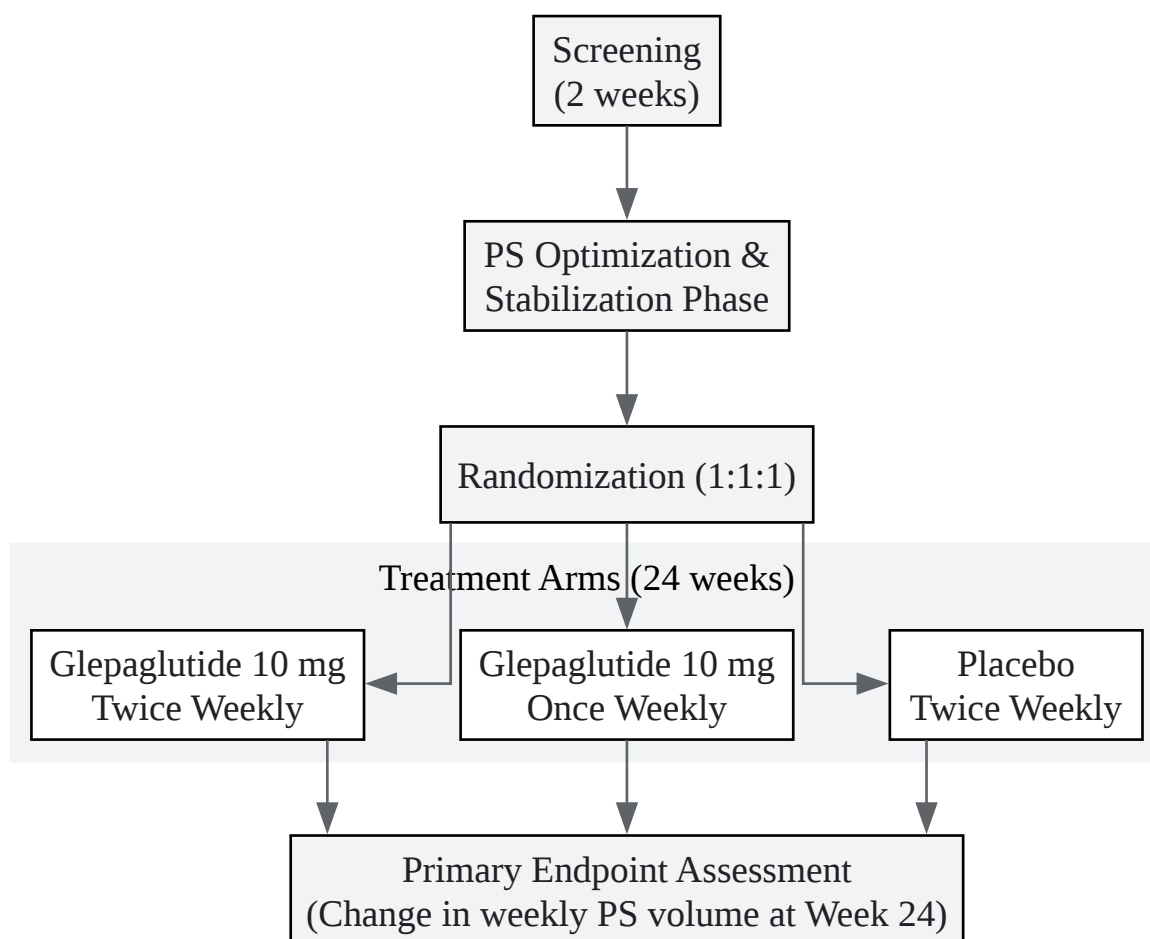 Screening
(2 weeks)
PS Optimization &
Stabilization Phase
Randomization (1:1:1)
Treatment Arms (24 weeks)
Glepaglutide 10 mg
Twice Weekly
Glepaglutide 10 mg
Once Weekly
Placebo
Twice Weekly
Primary Endpoint Assessment
(Change in weekly PS volume at Week 24)